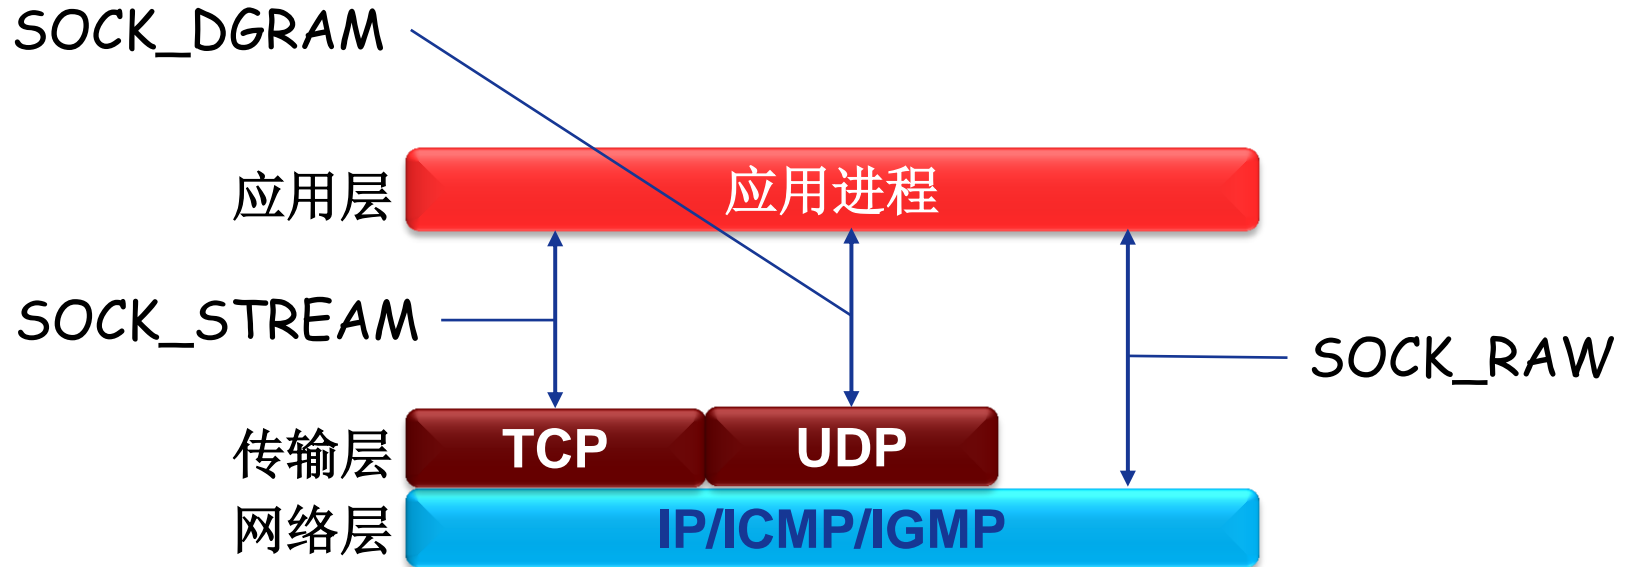 SOCK_DGRAM
应用层
应用进程
SOCK_STREAM
SOCK_RAW
传输层
TCP
UDP
网络层
IP/ICMP/IGMP